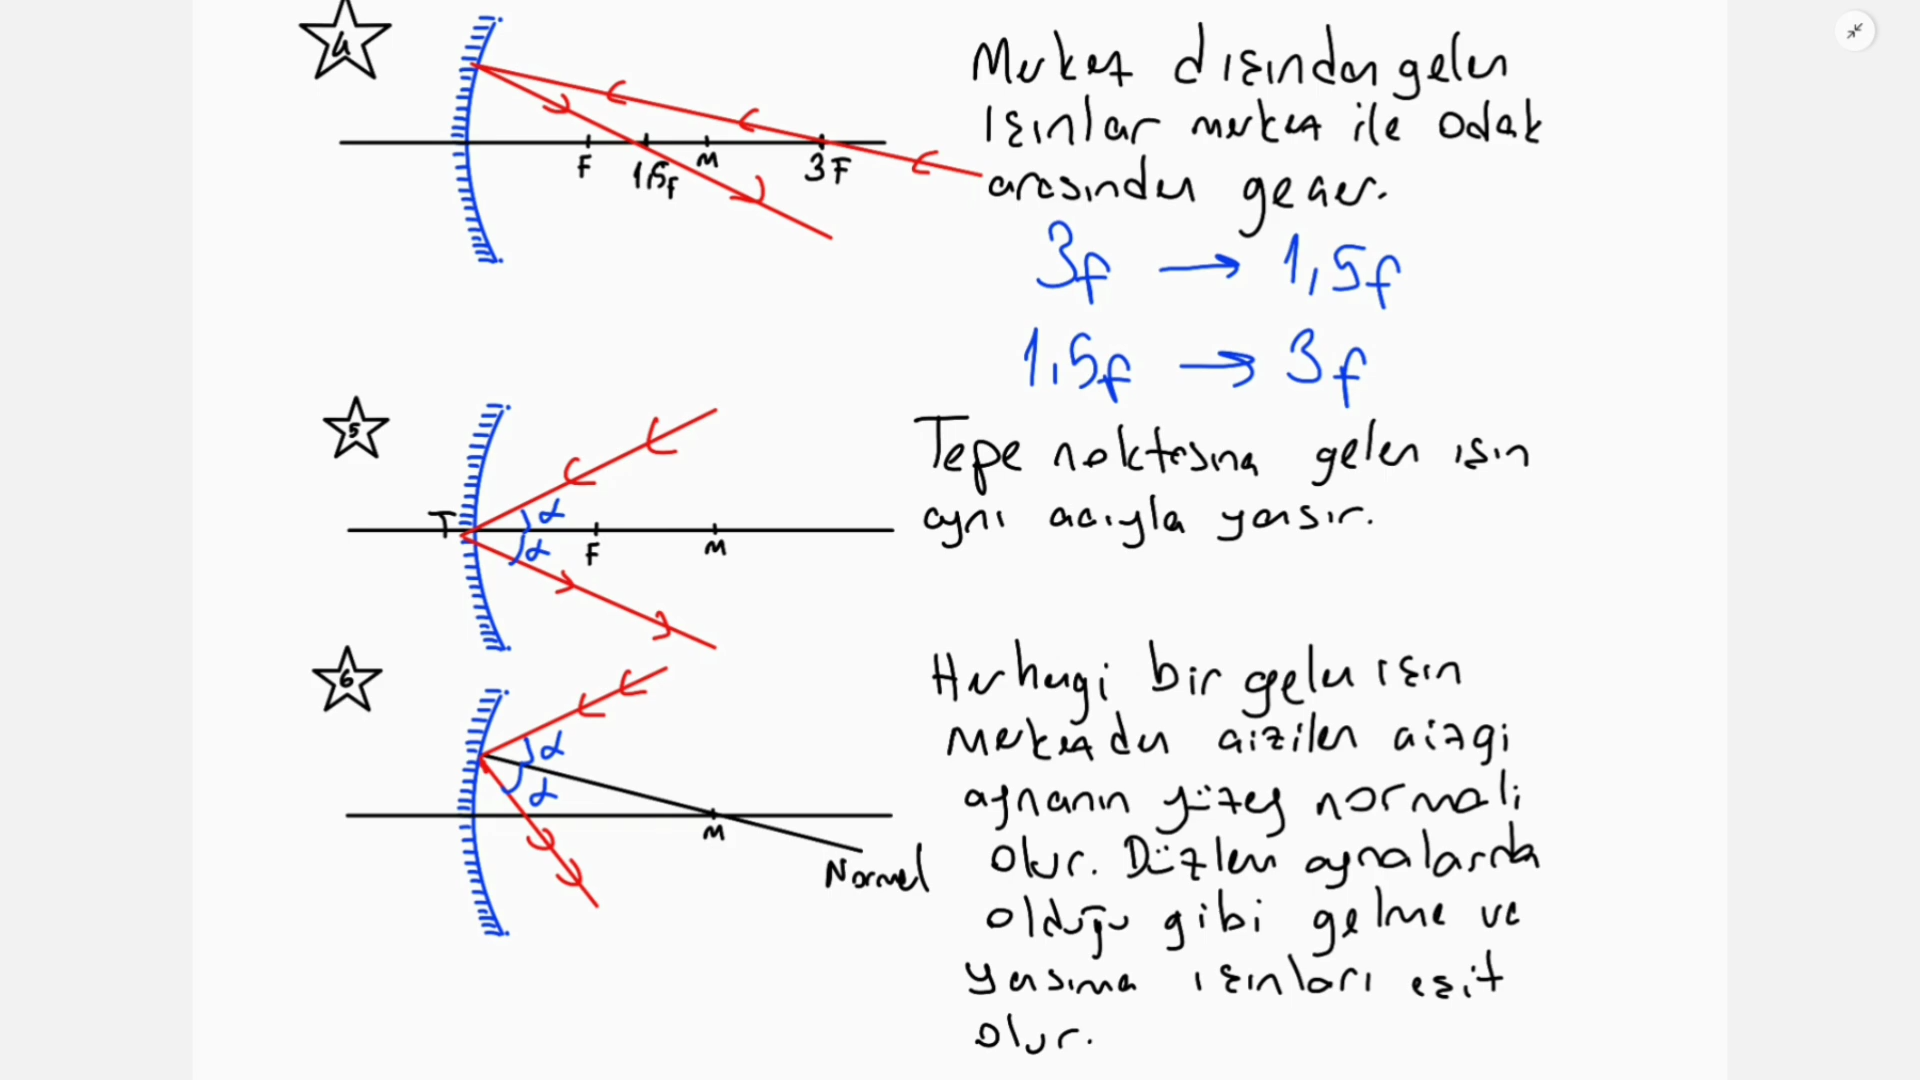 4
Merkez dışından gelen
ışınlar merkez ile odak
arasından geçer.
F 1,5f M 3F
3f → 1,5f
1,5f → 3f
5
Tepe noktasına gelen ışın
aynı açıyla yansır.
T α α F M
6
Herhangi bir gelen ışın
merkezden çizilen çizgi
aynanın yüzey normali
olur. Düzlem aynalarda
olduğu gibi gelme ve
yansıma ışınları eşit
olur.
α α M Normal